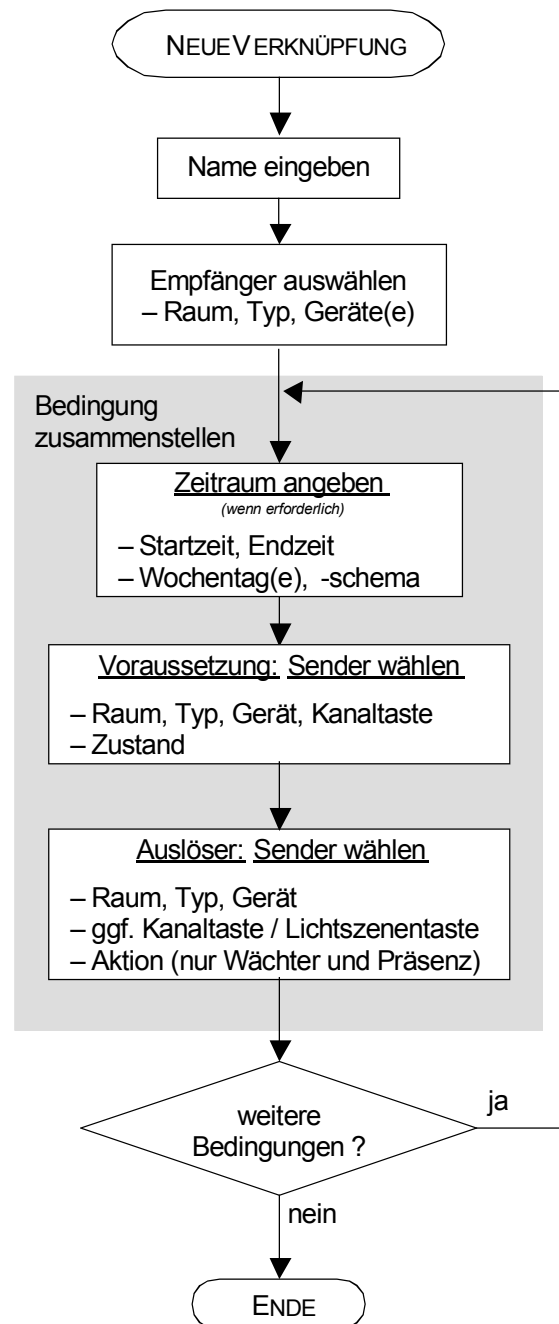 NEUEVERKNÜPFUNG
Name eingeben
Empfänger auswählen
– Raum, Typ, Geräte(e)
Bedingung
zusammenstellen
Zeitraum angeben
(wenn erforderlich)
– Startzeit, Endzeit
– Wochentag(e), -schema
Voraussetzung: Sender wählen
– Raum, Typ, Gerät, Kanaltaste
– Zustand
Auslöser: Sender wählen
– Raum, Typ, Gerät
– ggf. Kanaltaste / Lichtszenentaste
– Aktion (nur Wächter und Präsenz)
weitere
Bedingungen ?
ja
nein
ENDE